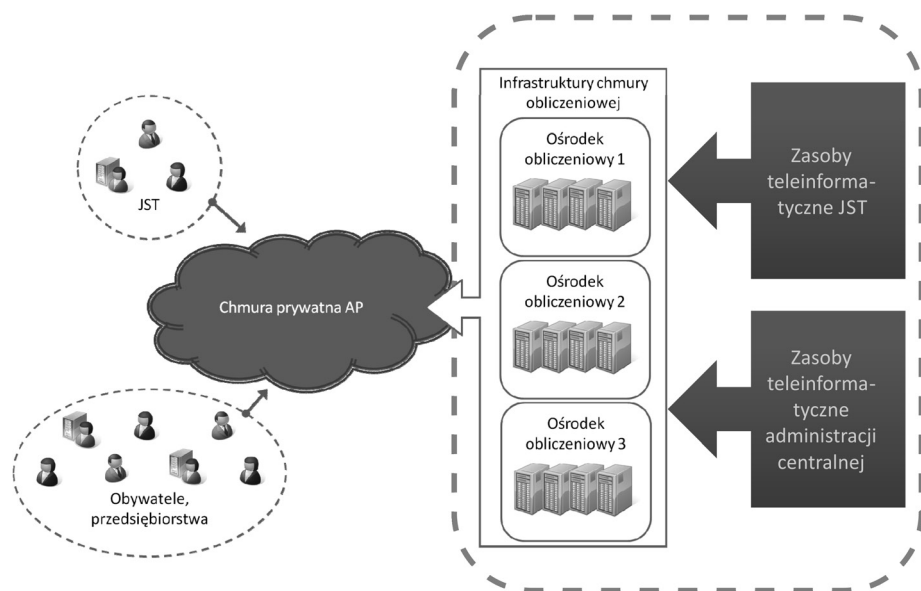 JST
Chmura prywatna AP
Obywatele,
przedsiębiorstwa
Infrastruktury chmury
obliczeniowej
Ośrodek
obliczeniowy 1
Ośrodek
obliczeniowy 2
Ośrodek
obliczeniowy 3
Zasoby
teleinforma-
tyczne JST
Zasoby
teleinforma-
tyczne
administracji
centralnej